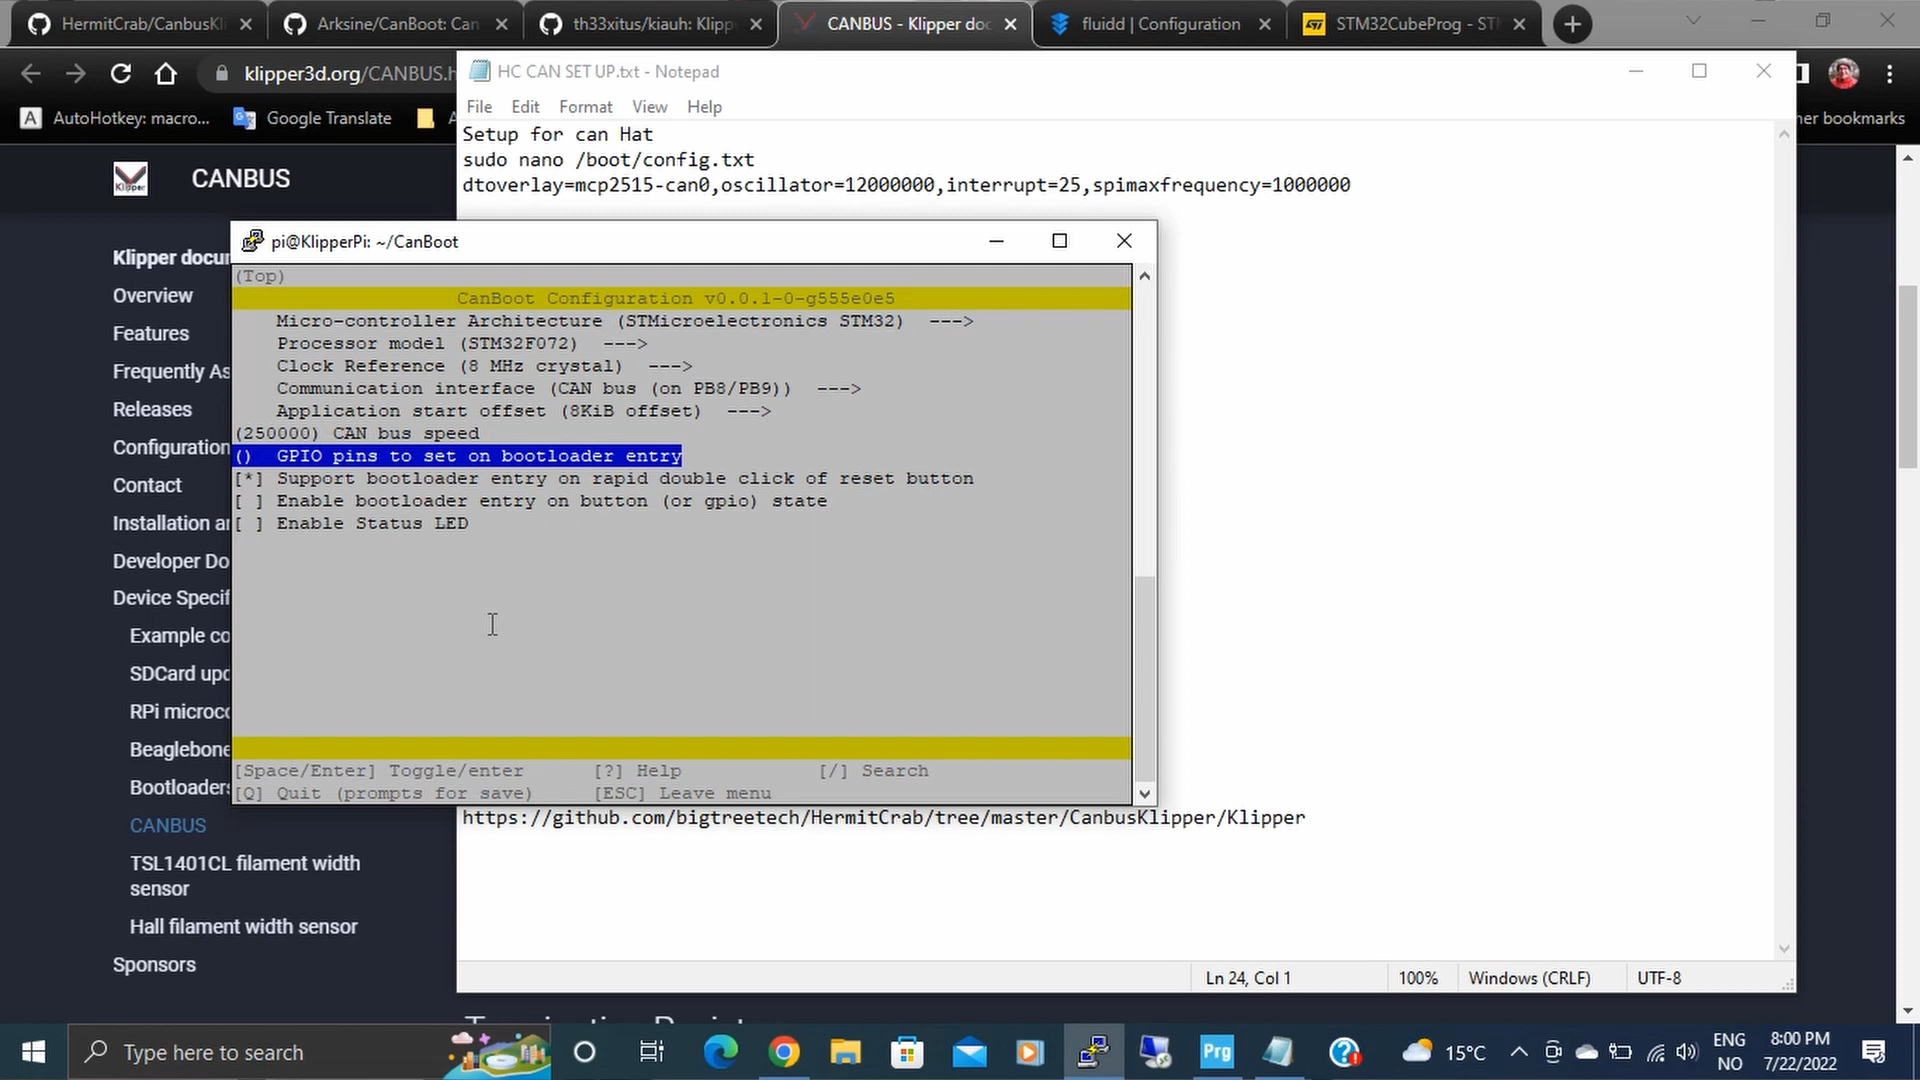 HermitCrab/CanbusKli
Arksine/CanBoot: Can
th33xitus/kiauh: Klipp
CANBUS - Klipper doc
fluidd | Configuration
STM32CubeProg - ST
klipper3d.org/CANBUS.h
AutoHotkey: macro...
Google Translate
her bookmarks
CANBUS
Klipper docu
Overview
Features
Frequently As
Releases
Configuration
Contact
Installation a
Developer Do
Device Specif
Example co
SDCard upd
RPi microco
Beaglebone
Bootloaders
CANBUS
TSL1401CL filament width
sensor
Hall filament width sensor
Sponsors
HC CAN SET UP.txt - Notepad
File Edit Format View Help
Setup for can Hat
sudo nano /boot/config.txt
dtoverlay=mcp2515-can0,oscillator=12000000,interrupt=25,spimaxfrequency=1000000
pi@KlipperPi: ~/CanBoot
(Top)
CanBoot Configuration v0.0.1-0-g555e0e5
Micro-controller Architecture (STMicroelectronics STM32) --->
Processor model (STM32F072) --->
Clock Reference (8 MHz crystal) --->
Communication interface (CAN bus (on PB8/PB9)) --->
Application start offset (8KiB offset) --->
(250000) CAN bus speed
() GPIO pins to set on bootloader entry
[*] Support bootloader entry on rapid double click of reset button
[ ] Enable bootloader entry on button (or gpio) state
[ ] Enable Status LED
[Space/Enter] Toggle/enter [?] Help [/] Search
[Q] Quit (prompts for save) [ESC] Leave menu
https://github.com/bigtreetech/HermitCrab/tree/master/CanbusKlipper/Klipper
Ln 24, Col 1 100% Windows (CRLF) UTF-8
Type here to search
Prg
15°C
ENG
NO
8:00 PM
7/22/2022